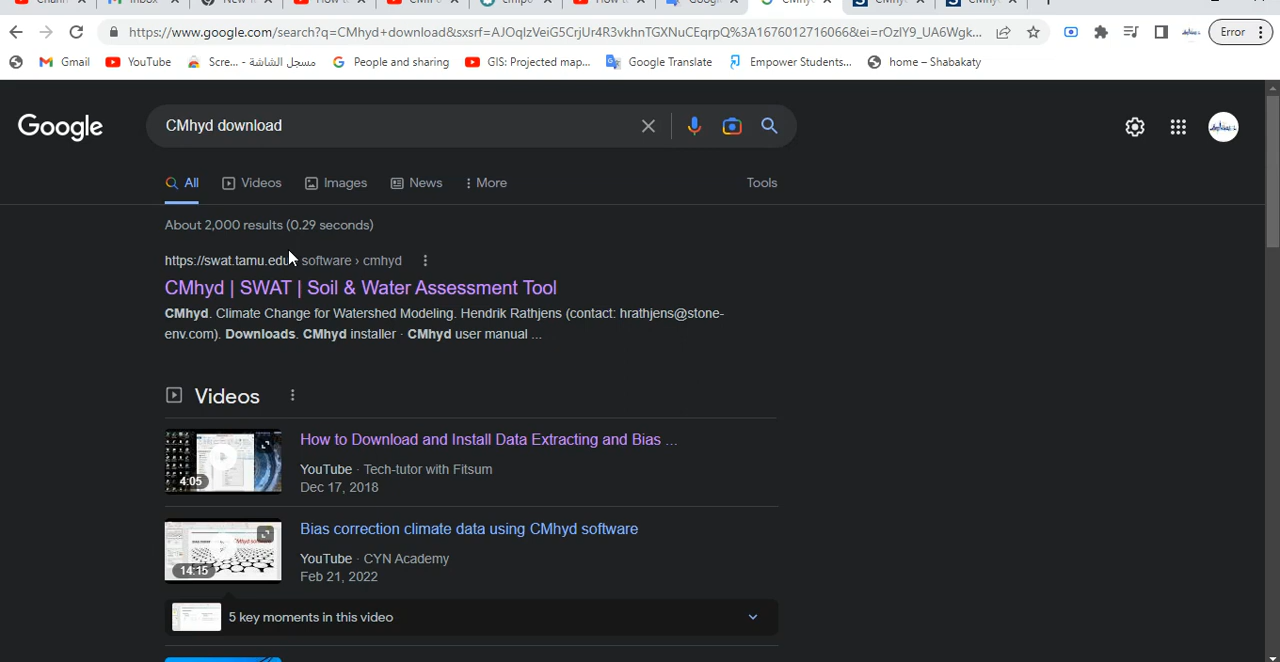 https://www.google.com/search?q=CMhyd+download&sxsrf=AJOqlzVeiG5CrjUr4R3vkhnTGXNuCEqrpQ%3A1676012716066&ei=rOzlY9_UA6Wgk...
Error
Gmail
YouTube
Scre... - مسجل الشاشة
People and sharing
GIS: Projected map...
Google Translate
Empower Students...
home – Shabakaty
Google
CMhyd download
All
Videos
Images
News
More
Tools
About 2,000 results (0.29 seconds)
https://swat.tamu.edu software › cmhyd
CMhyd | SWAT | Soil & Water Assessment Tool
CMhyd. Climate Change for Watershed Modeling. Hendrik Rathjens (contact: hrathjens@stone-
env.com). Downloads. CMhyd installer · CMhyd user manual ...
Videos
How to Download and Install Data Extracting and Bias ...
YouTube · Tech-tutor with Fitsum
4:05
Dec 17, 2018
Bias correction climate data using CMhyd software
YouTube · CYN Academy
14:15
Feb 21, 2022
5 key moments in this video